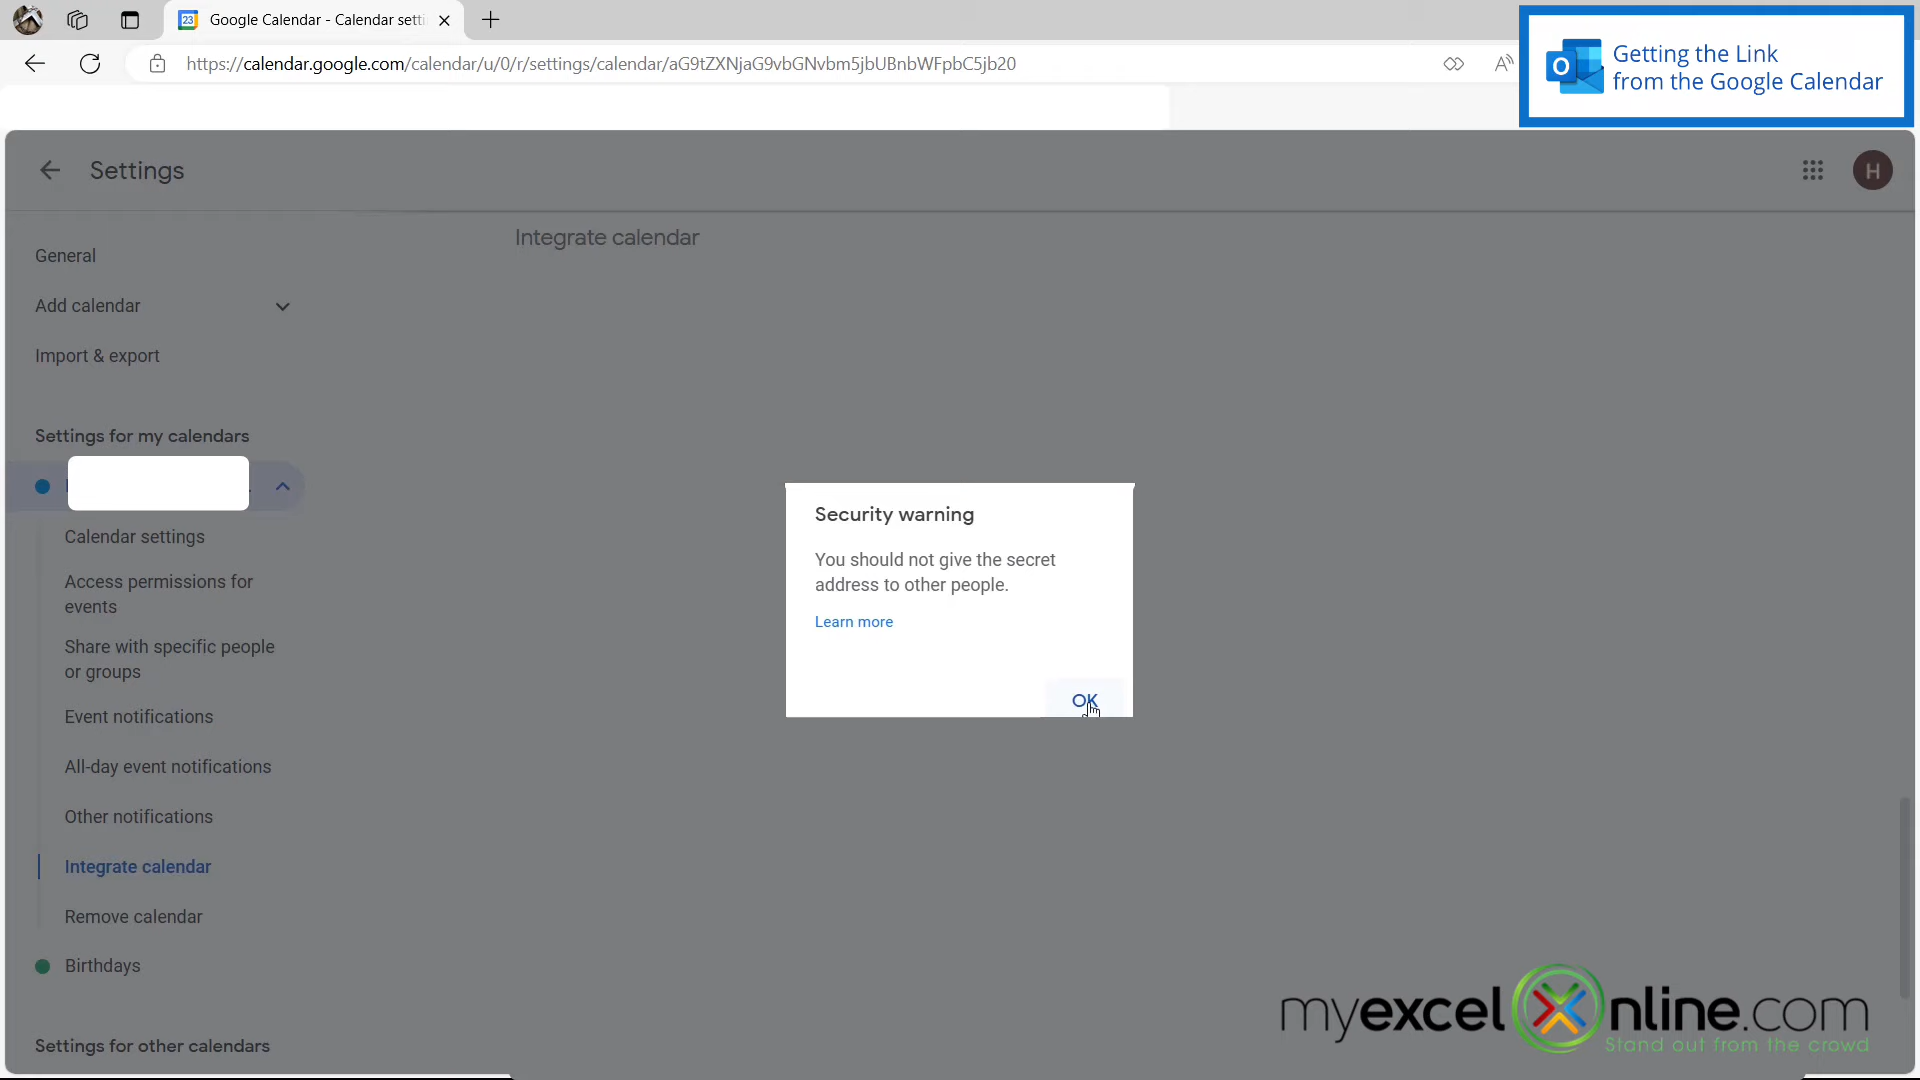 Google Calendar - Calendar setti
https://calendar.google.com/calendar/u/0/r/settings/calendar/aG9tZXNjaG9vbGNvbm5jbUBnbWFpbC5jb20
Getting the Link
from the Google Calendar
Settings
H
Integrate calendar
General
Add calendar
Import & export
Settings for my calendars
Calendar settings
Access permissions for
events
Share with specific people
or groups
Event notifications
All-day event notifications
Other notifications
Integrate calendar
Remove calendar
Birthdays
Settings for other calendars
Security warning
You should not give the secret
address to other people.
Learn more
OK
myexcelonline.com
Stand out from the crowd